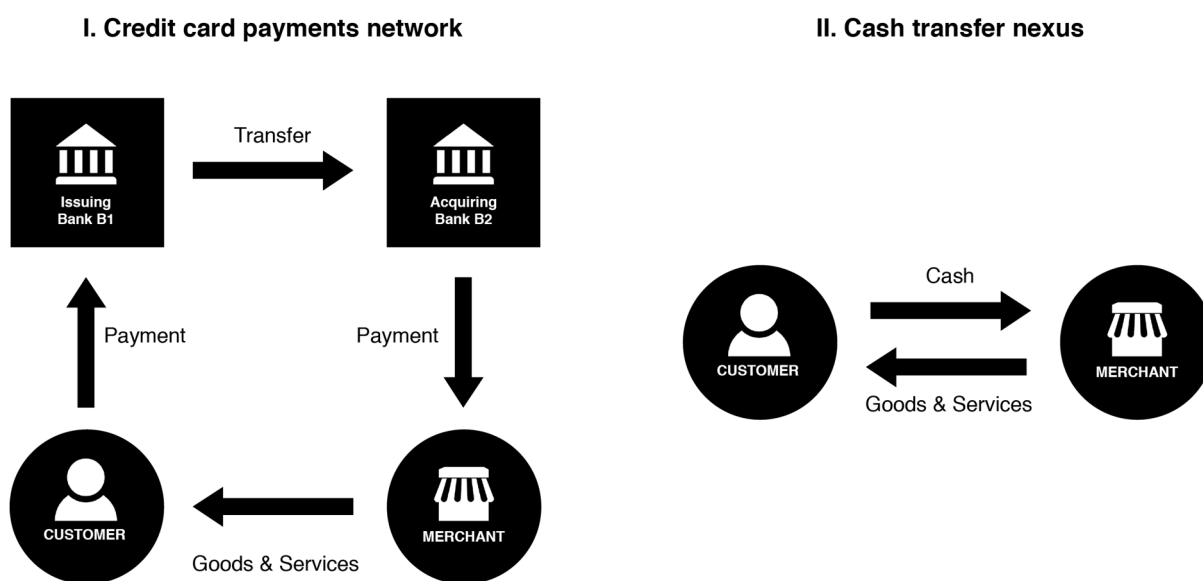 I. Credit card payments network
II. Cash transfer nexus
Transfer
Issuing
Bank B1
Acquiring
Bank B2
Payment
Payment
CUSTOMER
MERCHANT
Goods & Services
Cash
CUSTOMER
MERCHANT
Goods & Services